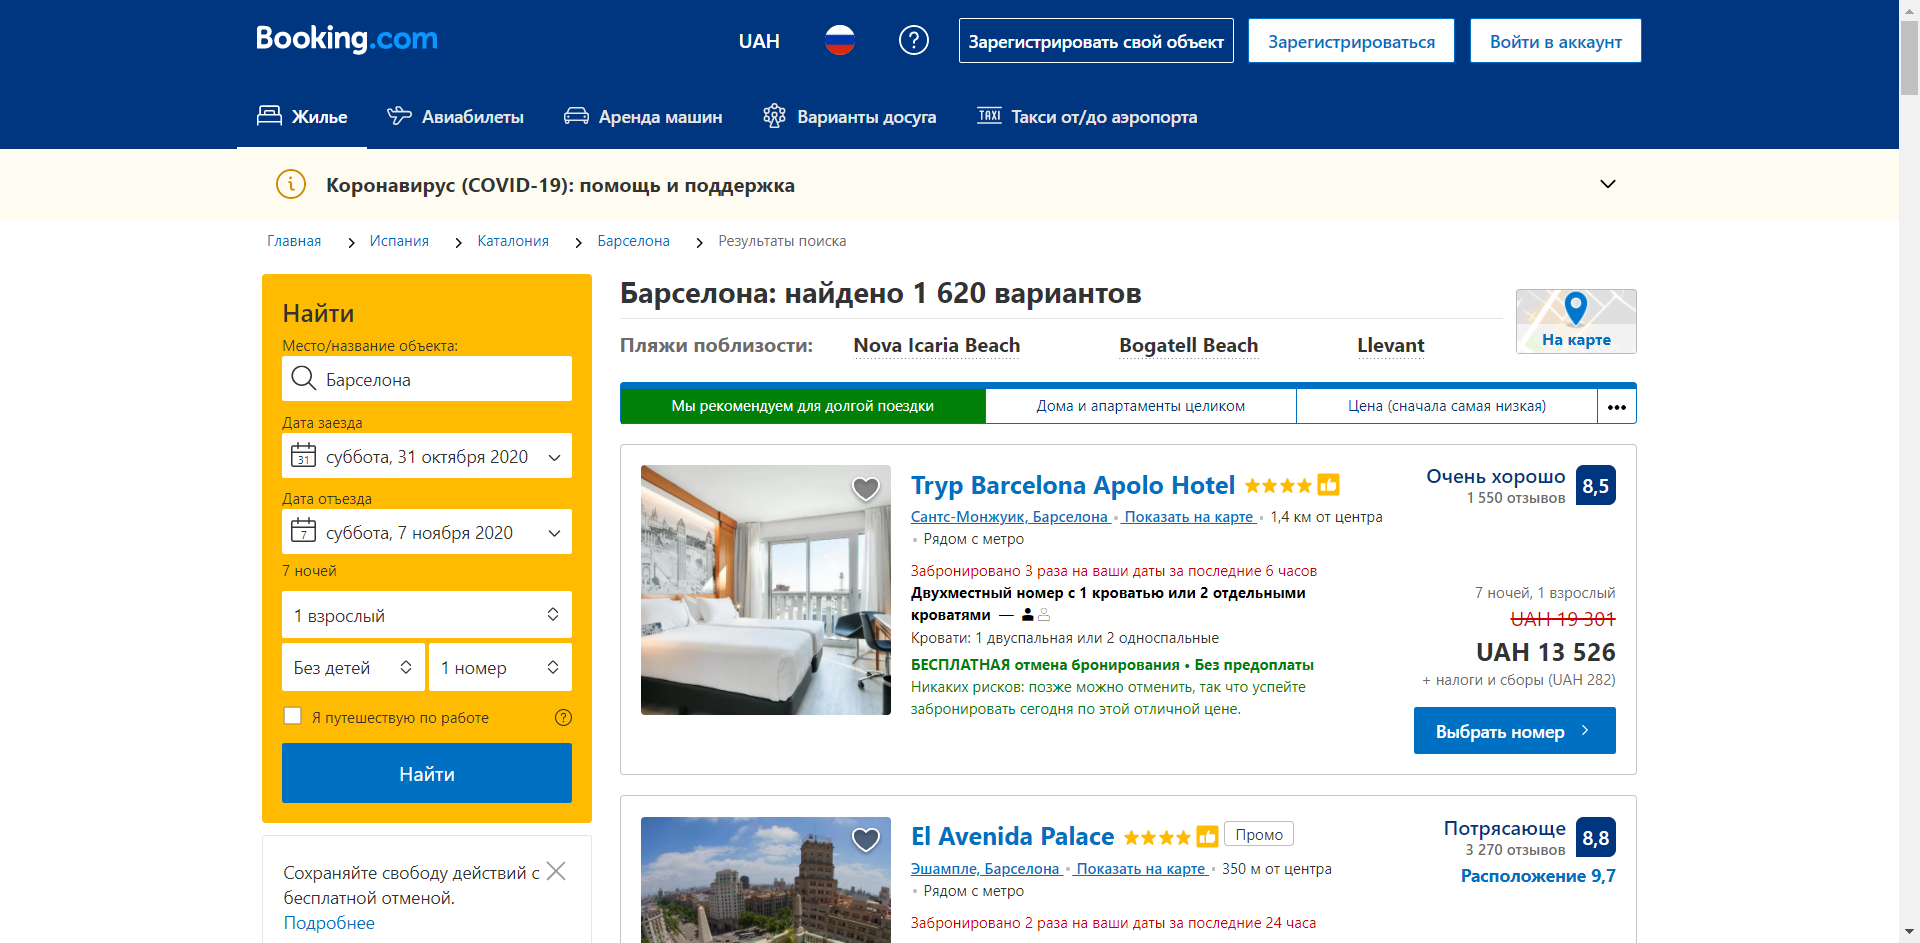 Booking.com
UAH
?
Зарегистрировать свой объект
Зарегистрироваться
Войти в аккаунт
Жилье
Авиабилеты
Аренда машин
Варианты досуга
TAXI Такси от/до аэропорта
Коронавирус (COVID-19): помощь и поддержка
Главная
Испания
Каталония
Барселона
Результаты поиска
Найти
Место/название объекта:
Барселона
Дата заезда
31 суббота, 31 октября 2020
Дата отъезда
7 суббота, 7 ноября 2020
7 ночей
1 взрослый
Без детей
1 номер
Я путешествую по работе
?
Найти
Сохраняйте свободу действий с
бесплатной отменой.
Подробнее
Барселона: найдено 1 620 вариантов
Пляжи поблизости:
Nova Icaria Beach
Bogatell Beach
Llevant
На карте
Мы рекомендуем для долгой поездки
Дома и апартаменты целиком
Цена (сначала самая низкая)
•••
Tryp Barcelona Apolo Hotel
Сантс-Монжуик, Барселона • Показать на карте • 1,4 км от центра
• Рядом с метро
Забронировано 3 раза на ваши даты за последние 6 часов
Двухместный номер с 1 кроватью или 2 отдельными
кроватями —
Кровати: 1 двуспальная или 2 односпальные
БЕСПЛАТНАЯ отмена бронирования • Без предоплаты
Никаких рисков: позже можно отменить, так что успейте
забронировать сегодня по этой отличной цене.
Очень хорошо
1 550 отзывов
8,5
7 ночей, 1 взрослый
UAH 19 301
UAH 13 526
+ налоги и сборы (UAH 282)
Выбрать номер
El Avenida Palace
Промо
Эшампле, Барселона • Показать на карте • 350 м от центра
• Рядом с метро
Забронировано 2 раза на ваши даты за последние 24 часа
Потрясающе
3 270 отзывов
8,8
Расположение 9,7